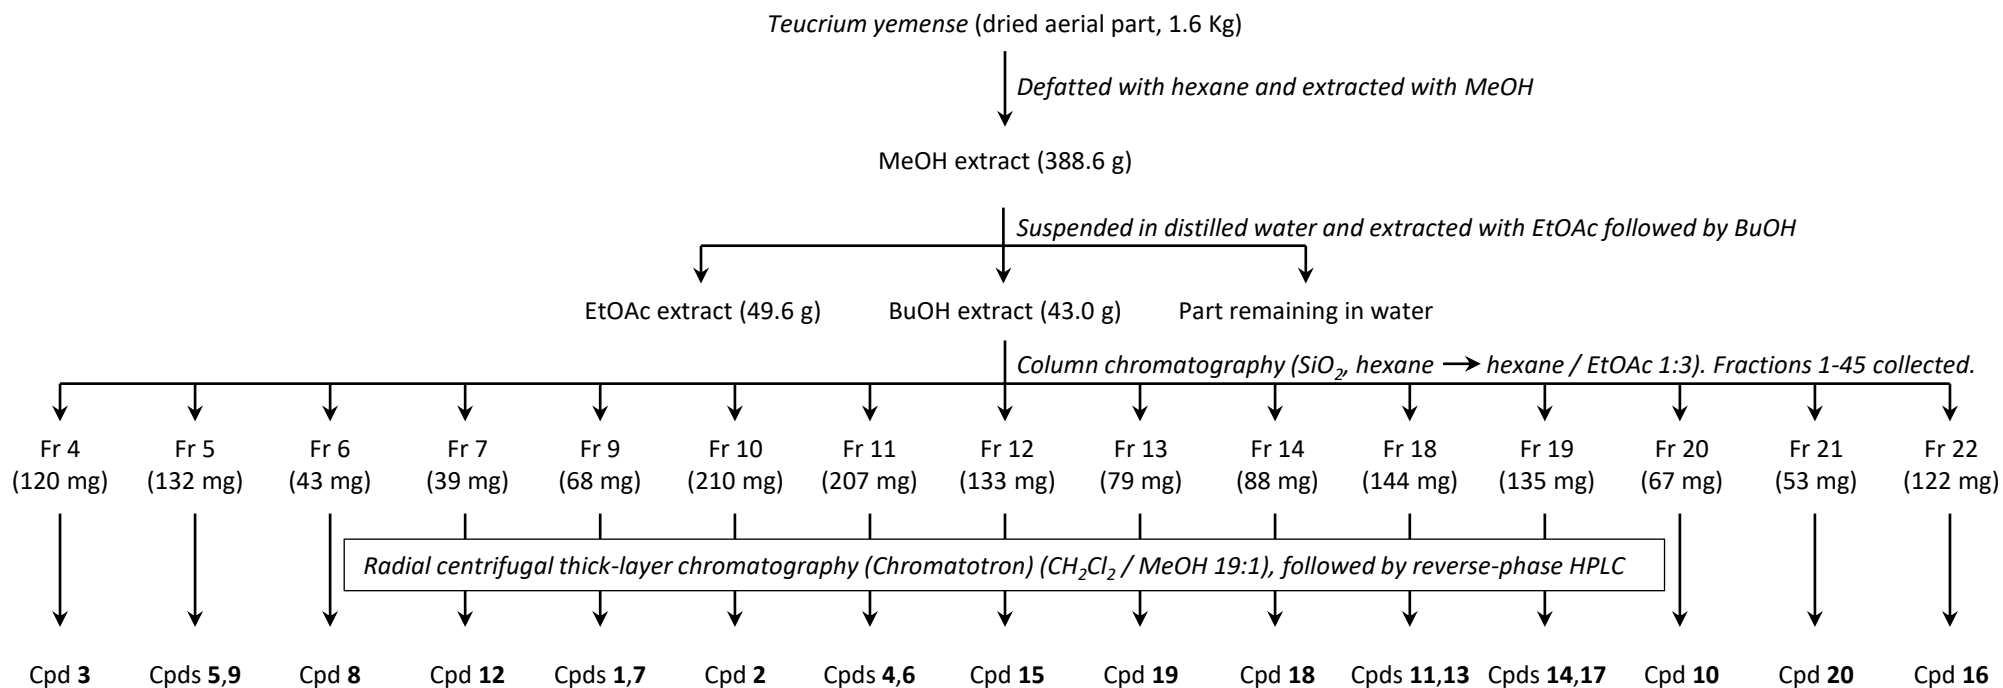 Teucrium yemense (dried aerial part, 1.6 Kg)
Defatted with hexane and extracted with MeOH
MeOH extract (388.6 g)
Suspended in distilled water and extracted with EtOAc followed by BuOH
EtOAc extract (49.6 g) BuOH extract (43.0 g) Part remaining in water
Column chromatography (SiO2, hexane → hexane / EtOAc 1:3). Fractions 1-45 collected.
Fr 4 Fr 5 Fr 6 Fr 7 Fr 9 Fr 10 Fr 11 Fr 12 Fr 13 Fr 14 Fr 18 Fr 19 Fr 20 Fr 21 Fr 22
(120 mg) (132 mg) (43 mg) (39 mg) (68 mg) (210 mg) (207 mg) (133 mg) (79 mg) (88 mg) (144 mg) (135 mg) (67 mg) (53 mg) (122 mg)
Radial centrifugal thick-layer chromatography (Chromatotron) (CH2Cl2 / MeOH 19:1), followed by reverse-phase HPLC
Cpd 3 Cpds 5,9 Cpd 8 Cpd 12 Cpds 1,7 Cpd 2 Cpds 4,6 Cpd 15 Cpd 19 Cpd 18 Cpds 11,13 Cpds 14,17 Cpd 10 Cpd 20 Cpd 16